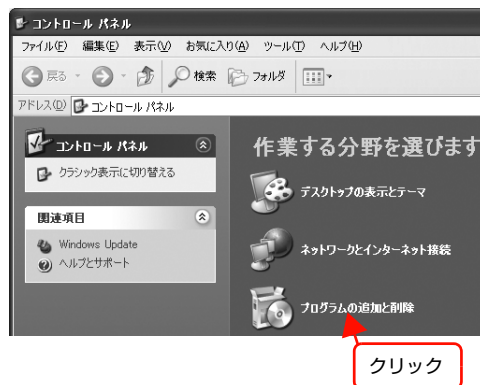 コントロール パネル
ファイル(F) 編集(E) 表示(V) お気に入り(A) ツール(T) ヘルプ(H)
戻る 検索 フォルダ
アドレス(D) コントロール パネル
コントロール パネル
クラシック表示に切り替える
関連項目
Windows Update
ヘルプとサポート
作業する分野を選びます
デスクトップの表示とテーマ
ネットワークとインターネット接続
プログラムの追加と削除
クリック